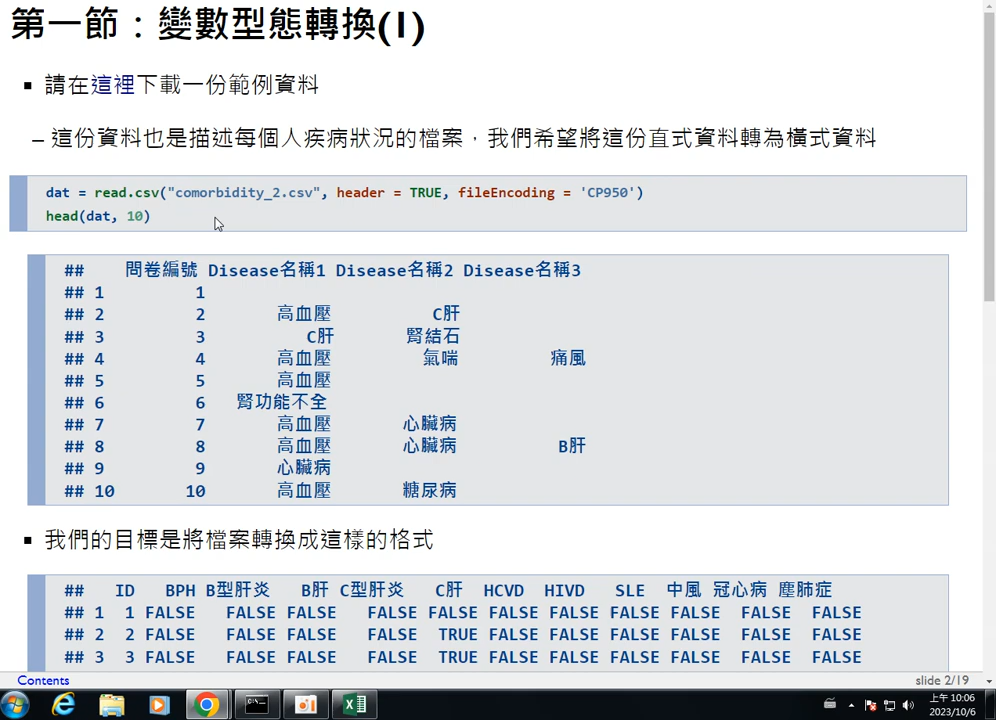 第一節：變數型態轉換(1)
▪ 請在這裡下載一份範例資料
– 這份資料也是描述每個人疾病狀況的檔案，我們希望將這份直式資料轉為橫式資料
dat = read.csv("comorbidity_2.csv", header = TRUE, fileEncoding = 'CP950')
head(dat, 10)
## 問卷編號 Disease名稱1 Disease名稱2 Disease名稱3
## 1 1
## 2 2 高血壓 C肝
## 3 3 C肝 腎結石
## 4 4 高血壓 氣喘 痛風
## 5 5 高血壓
## 6 6 腎功能不全
## 7 7 高血壓 心臟病
## 8 8 高血壓 心臟病 B肝
## 9 9 心臟病
## 10 10 高血壓 糖尿病
▪ 我們的目標是將檔案轉換成這樣的格式
## ID BPH B型肝炎 B肝 C型肝炎 C肝 HCVD HIVD SLE 中風 冠心病 塵肺症
## 1 1 FALSE FALSE FALSE FALSE FALSE FALSE FALSE FALSE FALSE FALSE FALSE
## 2 2 FALSE FALSE FALSE FALSE TRUE FALSE FALSE FALSE FALSE FALSE FALSE
## 3 3 FALSE FALSE FALSE FALSE TRUE FALSE FALSE FALSE FALSE FALSE FALSE
Contents slide 2/19
上午 10:06
2023/10/6